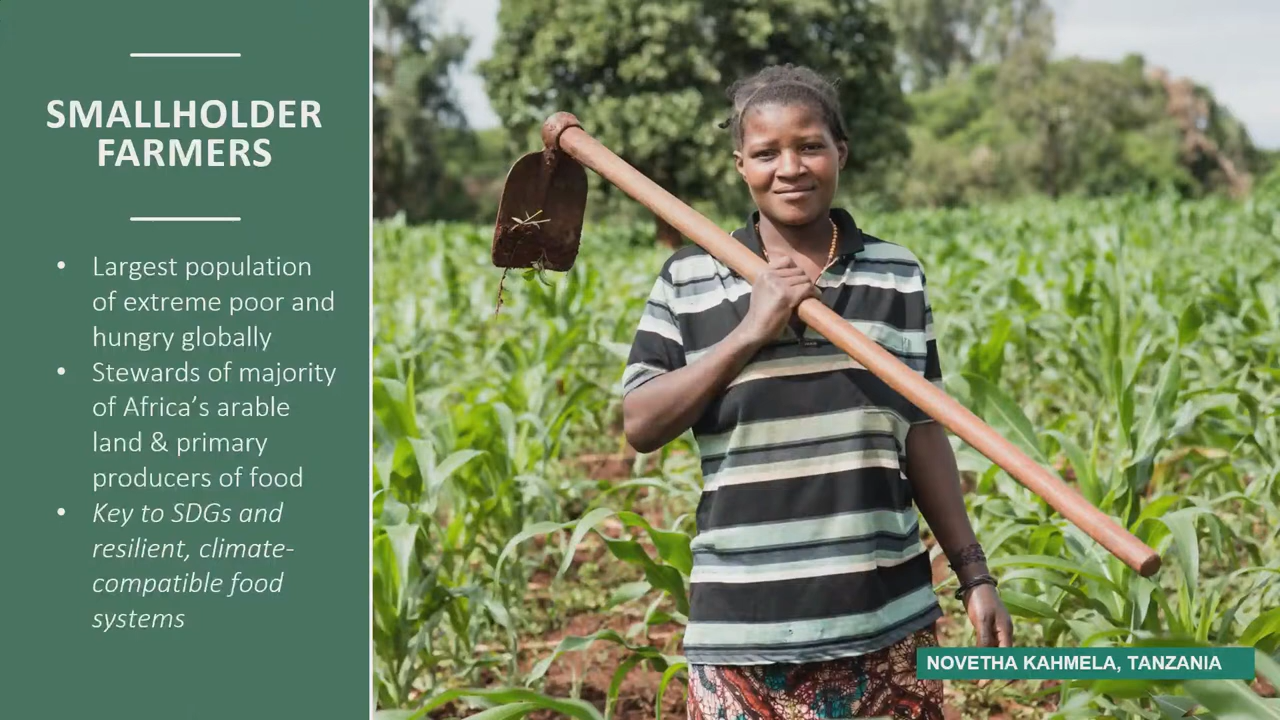 SMALLHOLDER
FARMERS
• Largest population
of extreme poor and
hungry globally
• Stewards of majority
of Africa’s arable
land & primary
producers of food
• Key to SDGs and
resilient, climate-
compatible food
systems
NOVETHA KAHMELA, TANZANIA